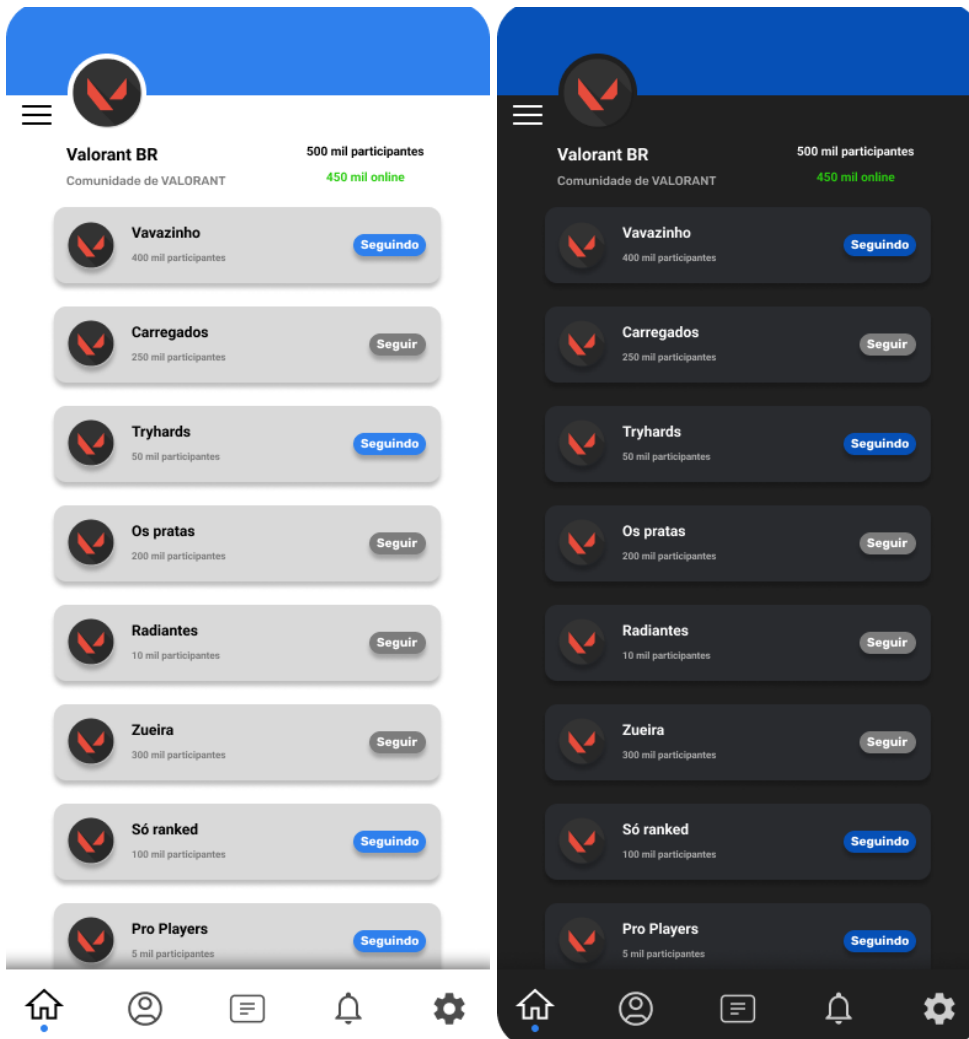 Valorant BR
500 mil participantes
Comunidade de VALORANT
450 mil online
Vavazinho
400 mil participantes
Seguindo
Carregados
250 mil participantes
Seguir
Tryhards
50 mil participantes
Seguindo
Os pratas
200 mil participantes
Seguir
Radiantes
10 mil participantes
Seguir
Zueira
300 mil participantes
Seguir
Só ranked
100 mil participantes
Seguindo
Pro Players
5 mil participantes
Seguindo
Valorant BR
500 mil participantes
Comunidade de VALORANT
450 mil online
Vavazinho
400 mil participantes
Seguindo
Carregados
250 mil participantes
Seguir
Tryhards
50 mil participantes
Seguindo
Os pratas
200 mil participantes
Seguir
Radiantes
10 mil participantes
Seguir
Zueira
300 mil participantes
Seguir
Só ranked
100 mil participantes
Seguindo
Pro Players
5 mil participantes
Seguindo